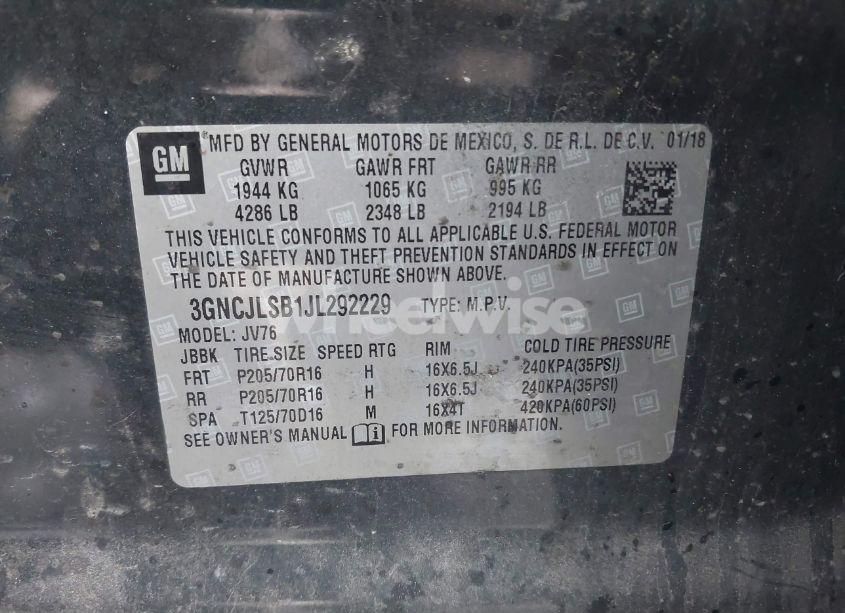 GM MFD BY GENERAL MOTORS DE MEXICO, S. DE R.L. DE C.V. 01/18
GVWR GAWR FRT GAWR RR
1944 KG 1065 KG 995 KG
4286 LB 2348 LB 2194 LB
THIS VEHICLE CONFORMS TO ALL APPLICABLE U.S. FEDERAL MOTOR
VEHICLE SAFETY AND THEFT PREVENTION STANDARDS IN EFFECT ON
THE DATE OF MANUFACTURE SHOWN ABOVE.
3GNCJLSB1JL292229 TYPE: M.P.V.
wheelwise
MODEL: JV76
JBBK TIRE SIZE SPEED RTG RIM COLD TIRE PRESSURE
FRT P205/70R16 H 16X6.5J 240KPA(35PSI)
RR P205/70R16 H 16X6.5J 240KPA(35PSI)
SPA T125/70D16 M 16X4T 420KPA(60PSI)
SEE OWNER'S MANUAL FOR MORE INFORMATION.